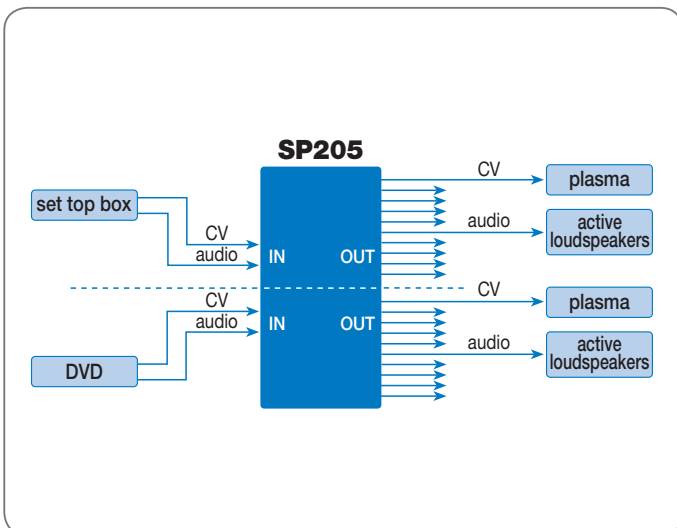 SP205
CV
plasma
set top box
audio
active
loudspeakers
CV
audio
IN
OUT
CV
CV
plasma
audio
IN
OUT
audio
active
loudspeakers
DVD